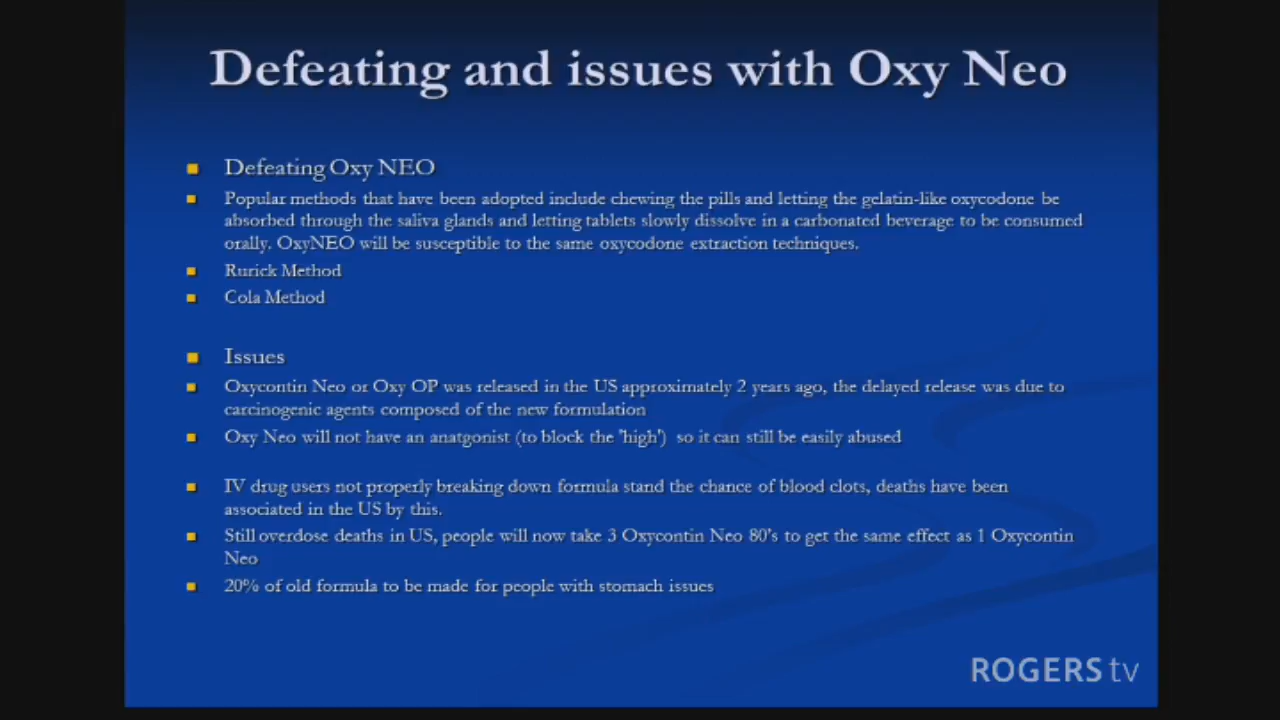 Defeating and issues with Oxy Neo
Defeating Oxy NEO
Popular methods that have been adopted include chewing the pills and letting the gelatin-like oxycodone be
absorbed through the saliva glands and letting tablets slowly dissolve in a carbonated beverage to be consumed
orally. OxyNEO will be susceptible to the same oxycodone extraction techniques.
Rurick Method
Cola Method
Issues
Oxycontin Neo or Oxy OP was released in the US approximately 2 years ago, the delayed release was due to
carcinogenic agents composed of the new formulation
Oxy Neo will not have an anatgonist (to block the 'high')  so it can still be easily abused
IV drug users not properly breaking down formula stand the chance of blood clots, deaths have been
associated in the US by this.
Still overdose deaths in US, people will now take 3 Oxycontin Neo 80's to get the same effect as 1 Oxycontin
Neo
20% of old formula to be made for people with stomach issues
ROGERS tv